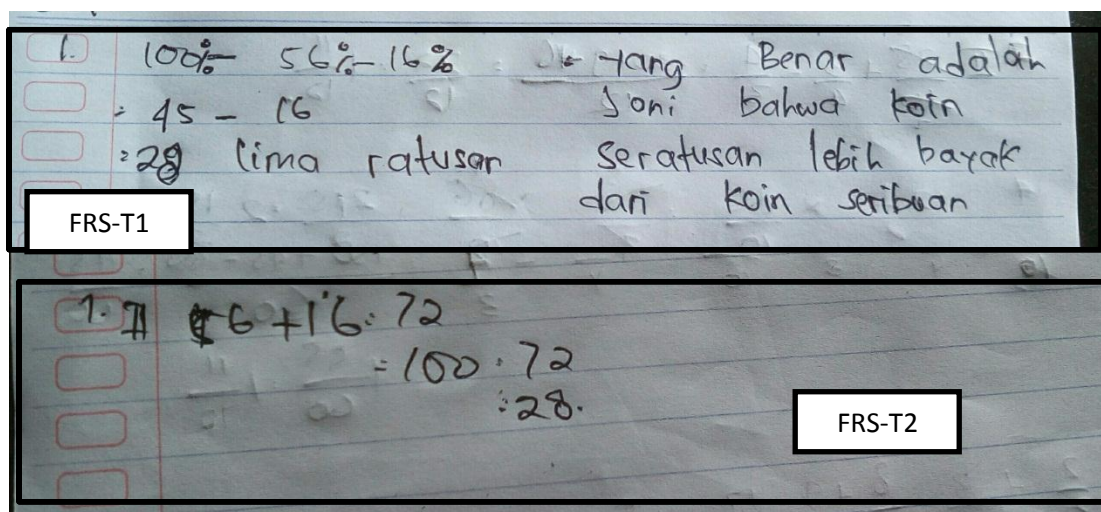 1. 100% - 56% - 16% yang Benar adalah
= 45 - 16 Joni bahwa koin
= 28 lima ratusan seratusan lebih bayak
dari koin seribuan
FRS-T1
1. 56 + 16 = 72
= 100 - 72
= 28.
FRS-T2